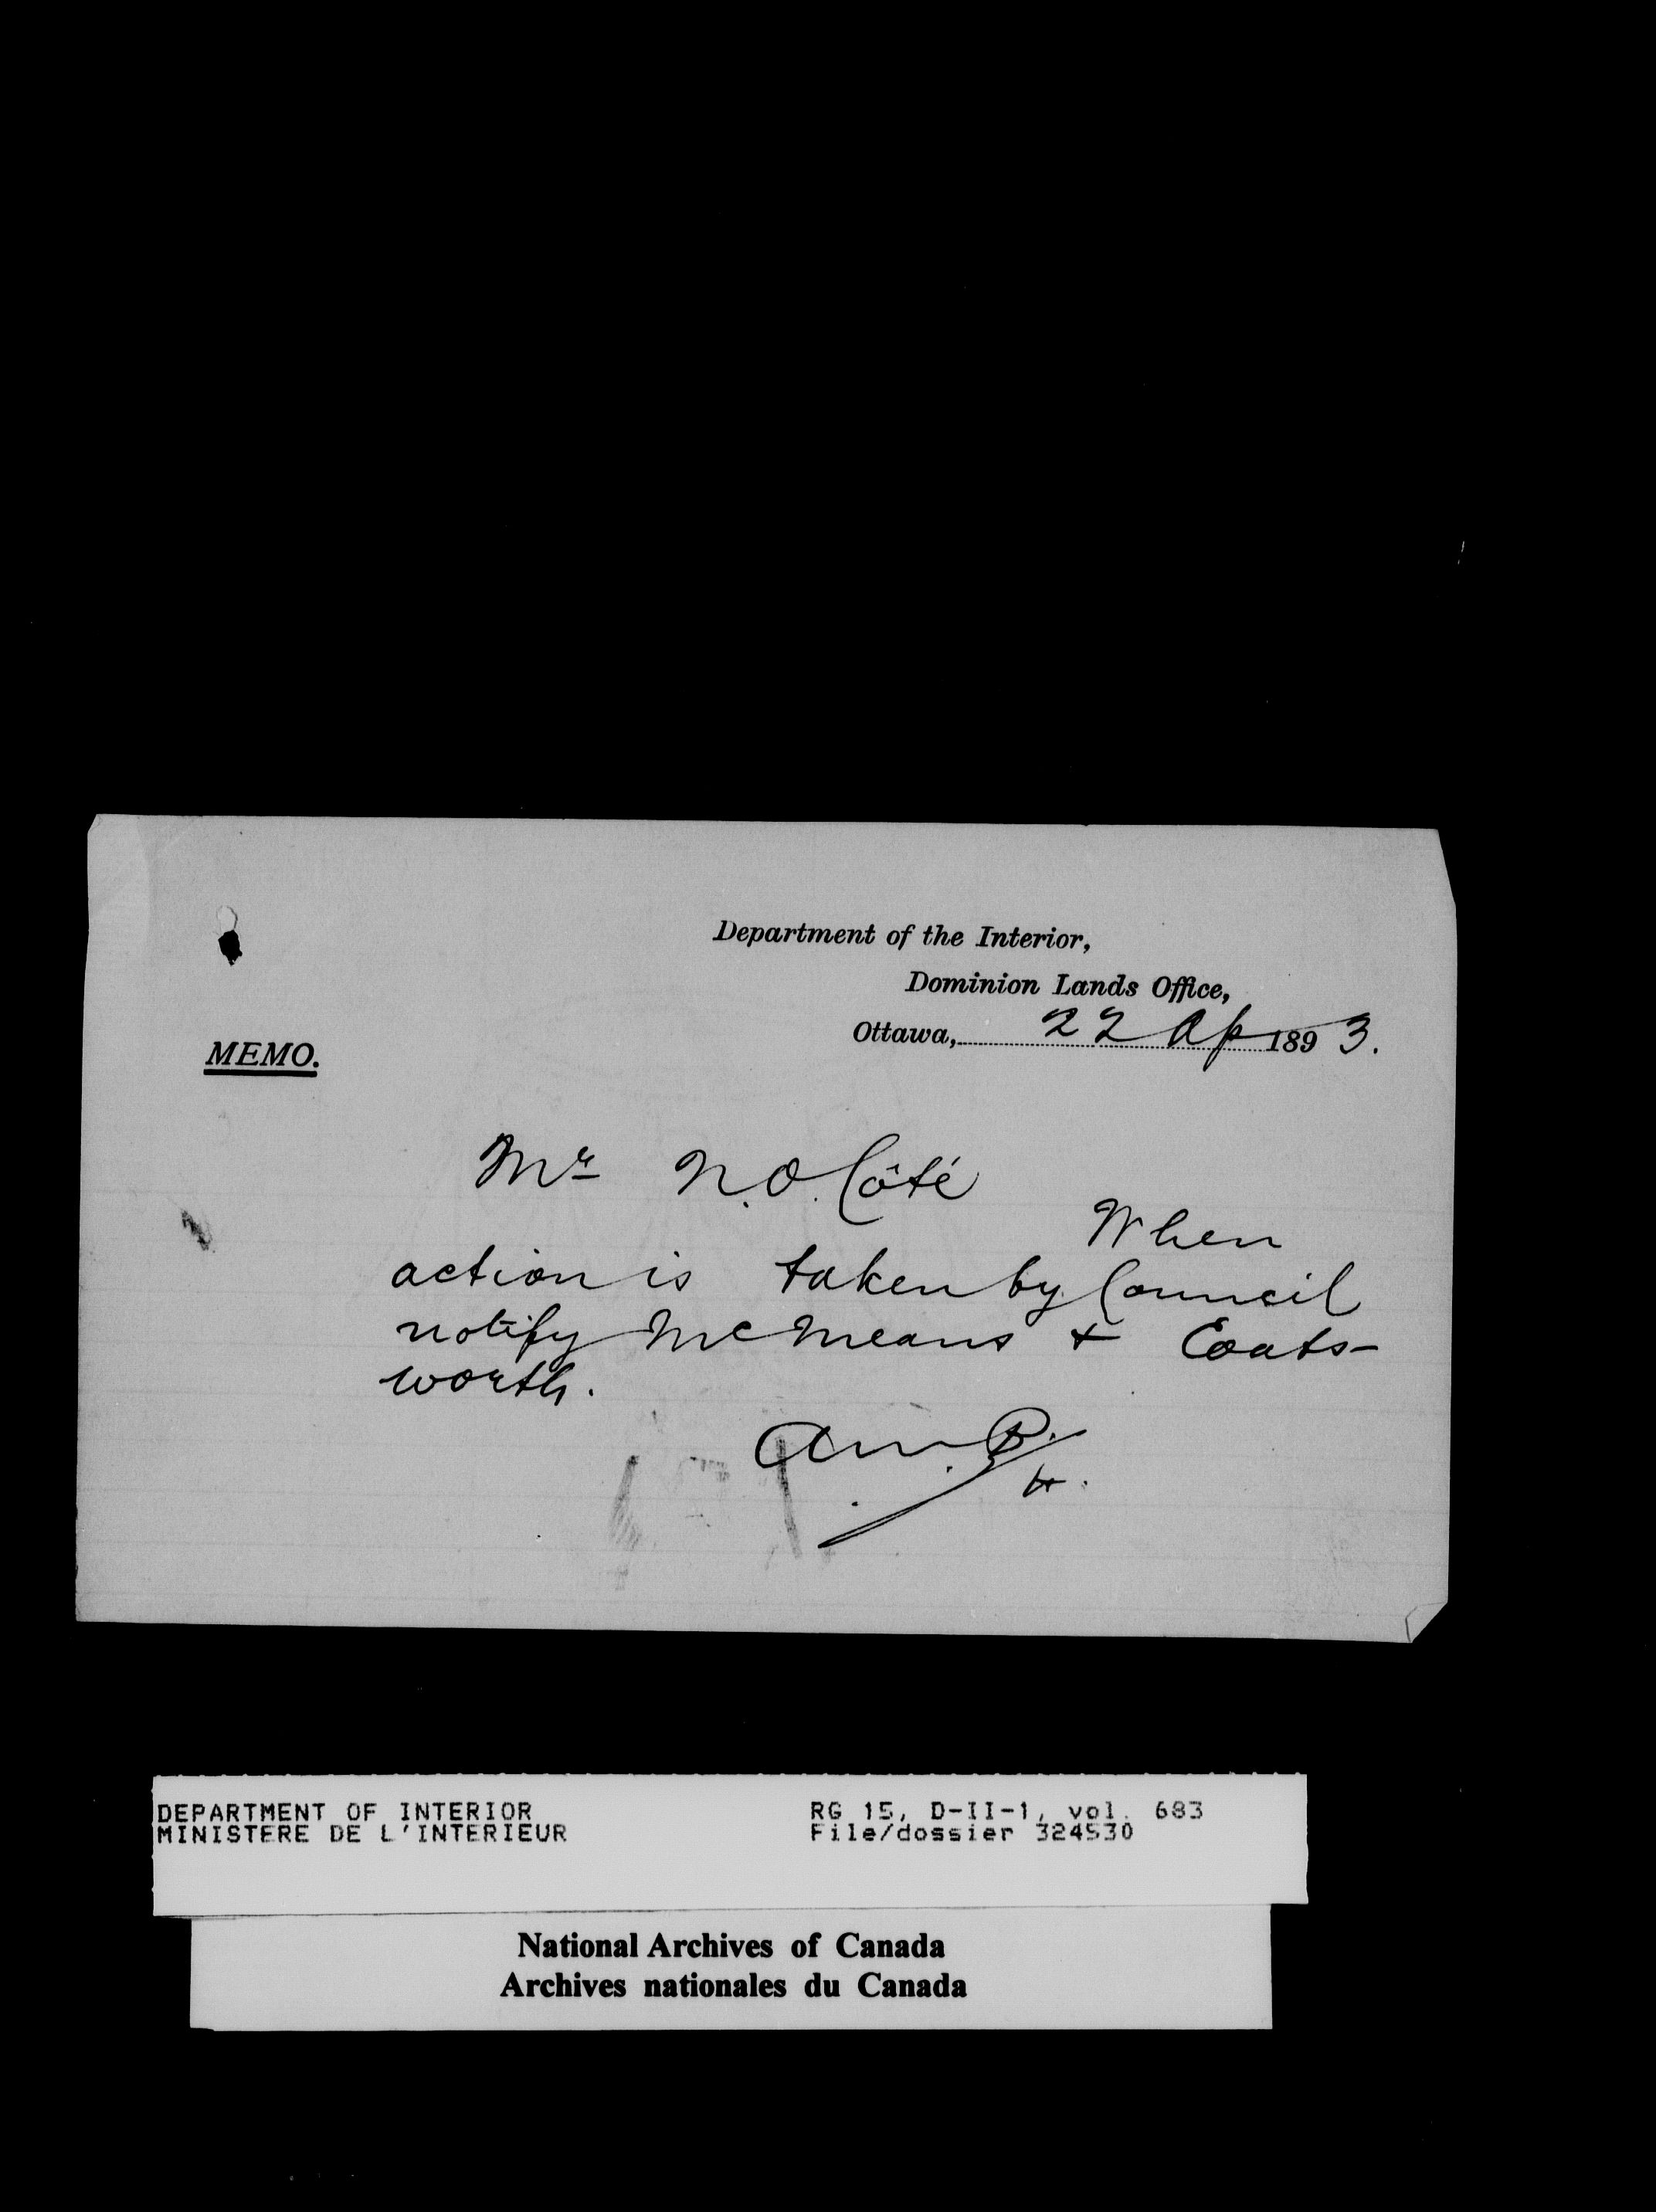 Department of the Interior,
Dominion Lands Office,
Ottawa, 22 Ap 1893.
MEMO.
Mr N.O. Côté
When
action is taken by Council
notify McMeans & Coats-
worth.
DEPARTMENT OF INTERIOR
MINISTERE DE L'INTERIEUR
RG 15, D-II-1, vol. 683
File/dossier 324530
National Archives of Canada
Archives nationales du Canada